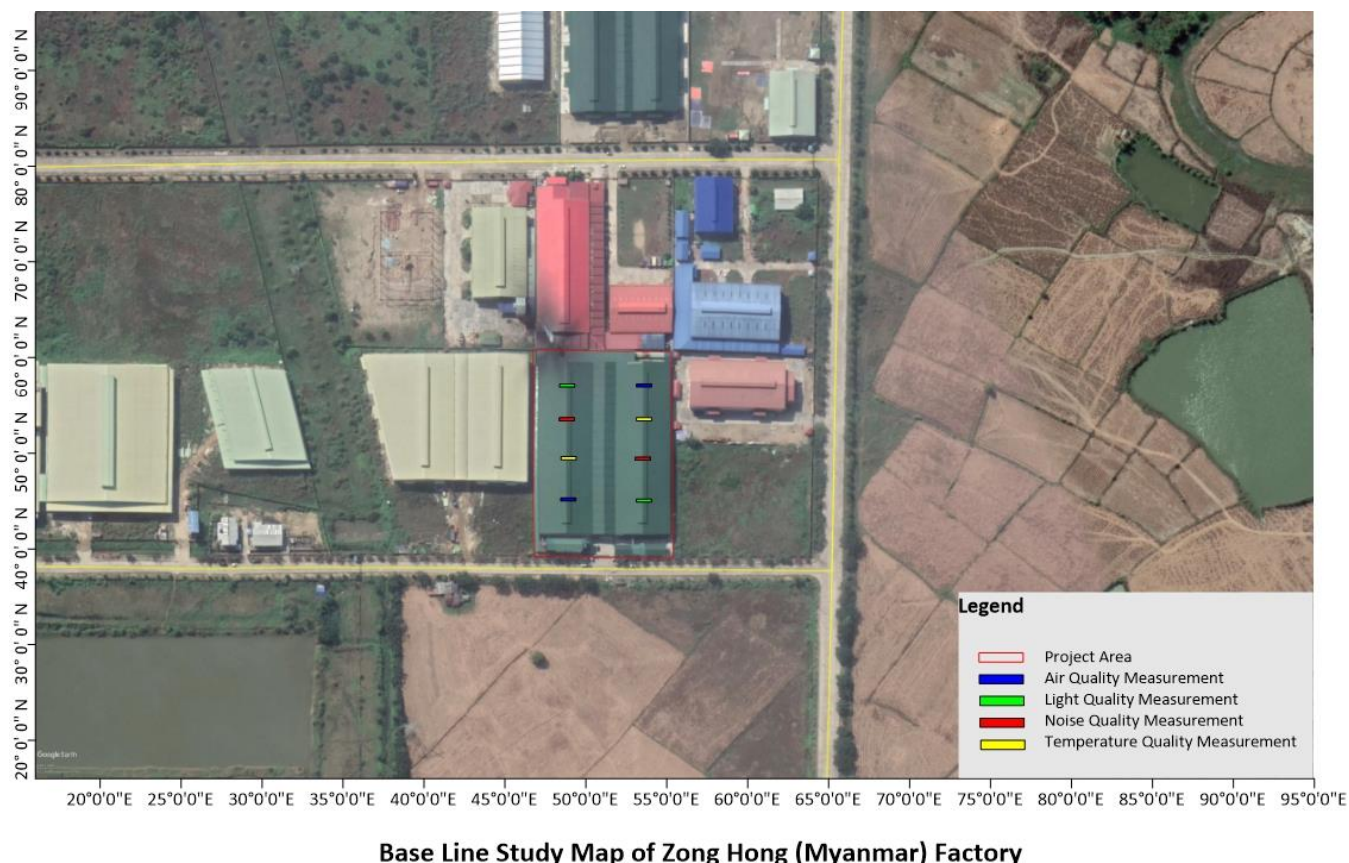 90°0'0" N
80°0'0" N
70°0'0" N
60°0'0" N
50°0'0" N
40°0'0" N
30°0'0" N
20°0'0" N
Legend
Project Area
Air Quality Measurement
Light Quality Measurement
Noise Quality Measurement
Temperature Quality Measurement
Google Earth
20°0'0"E 25°0'0"E 30°0'0"E 35°0'0"E 40°0'0"E 45°0'0"E 50°0'0"E 55°0'0"E 60°0'0"E 65°0'0"E 70°0'0"E 75°0'0"E 80°0'0"E 85°0'0"E 90°0'0"E 95°0'0"E
Base Line Study Map of Zong Hong (Myanmar) Factory